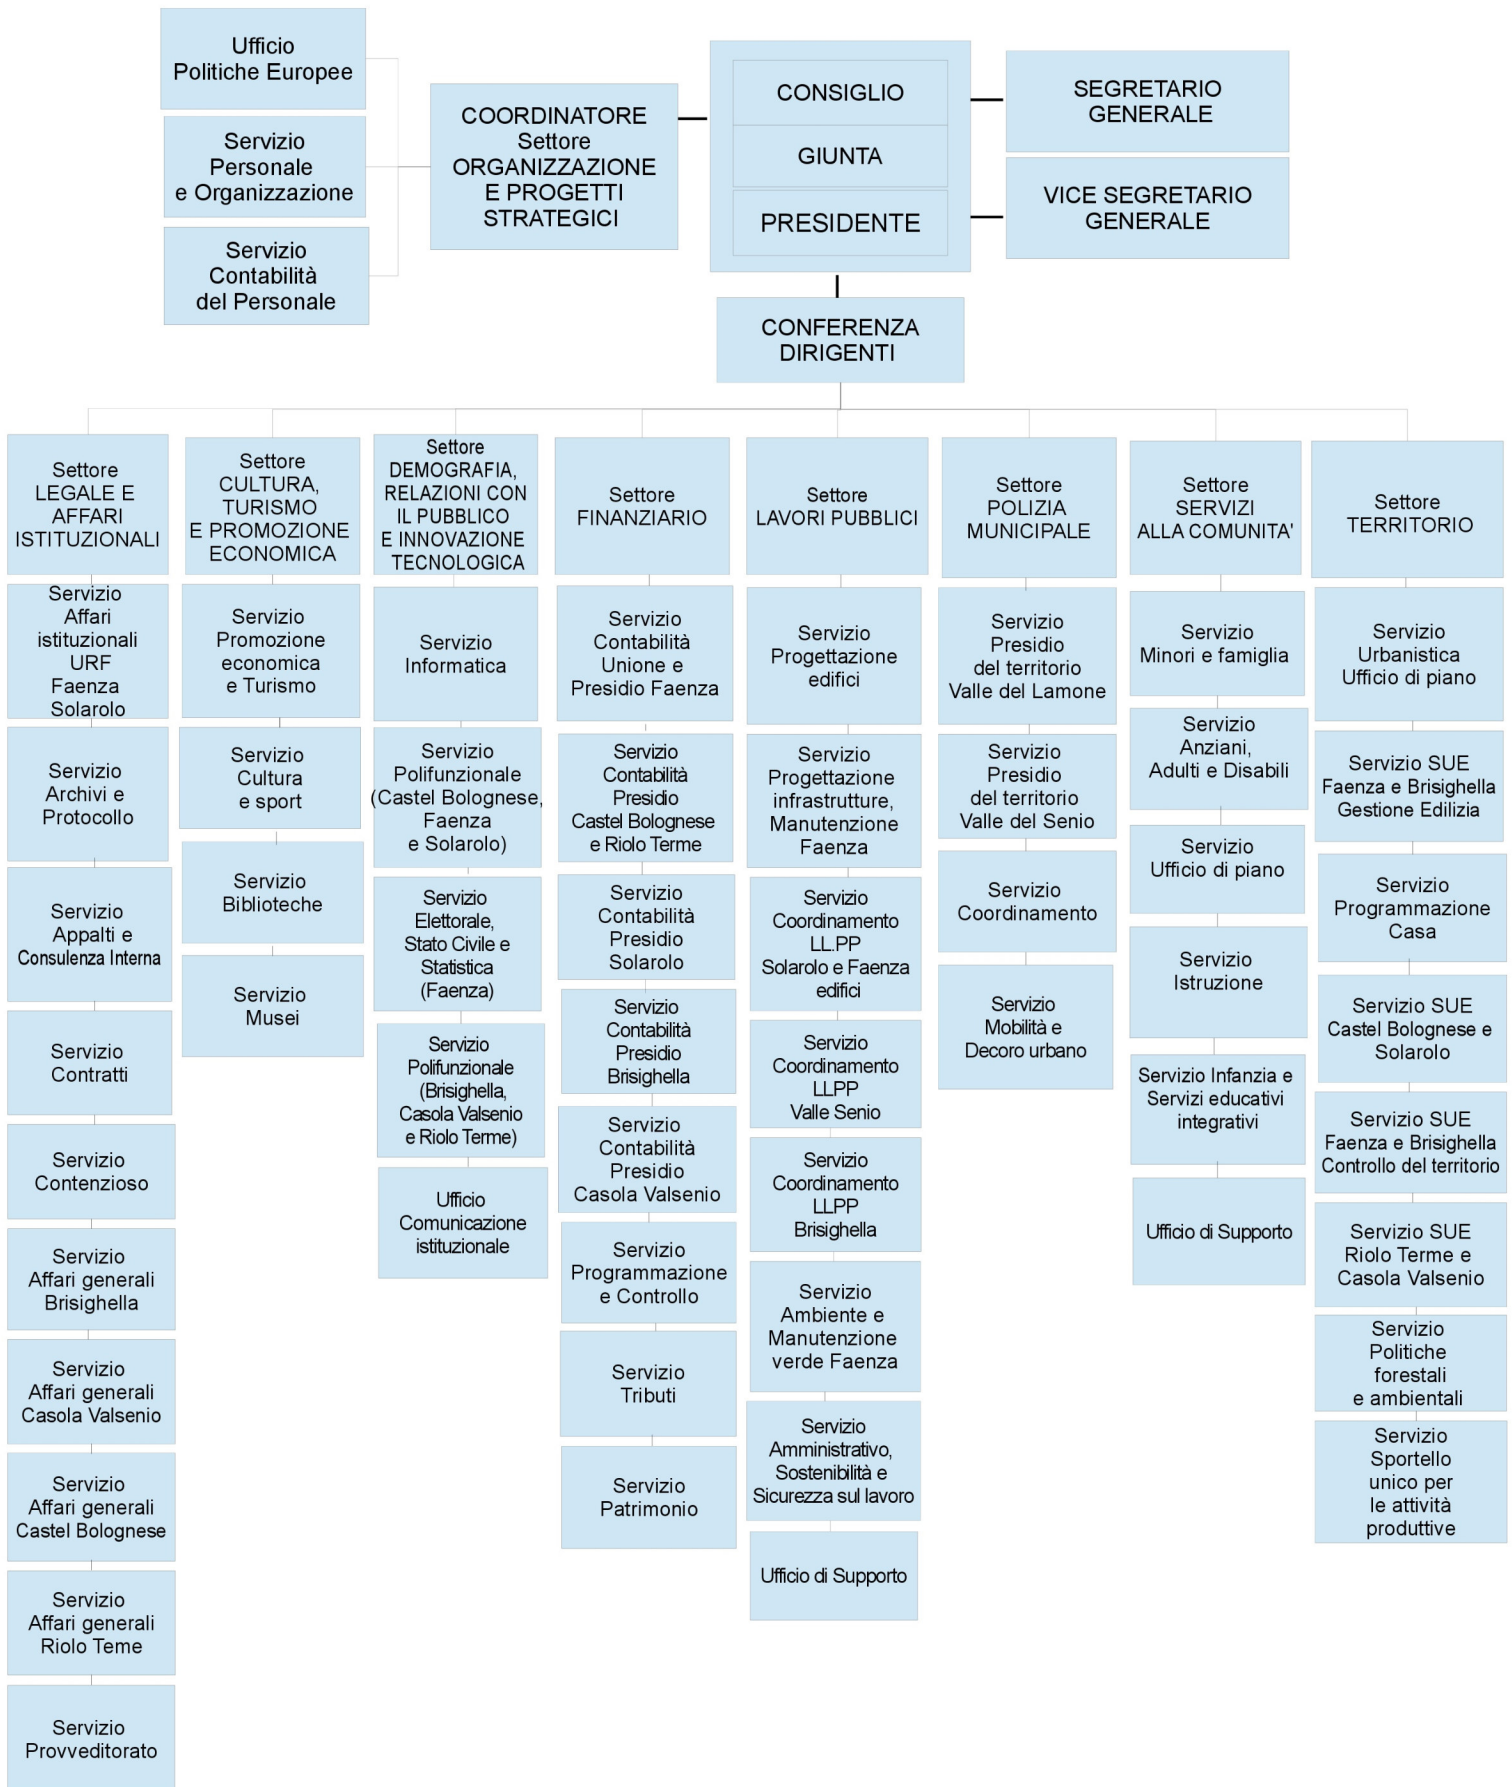 Ufficio
Politiche Europee
Servizio
Personale
e Organizzazione
Servizio
Contabilità
del Personale
COORDINATORE
Settore
ORGANIZZAZIONE
E PROGETTI
STRATEGICI
CONSIGLIO
GIUNTA
PRESIDENTE
SEGRETARIO
GENERALE
VICE SEGRETARIO
GENERALE
CONFERENZA
DIRIGENTI
Settore
LEGALE E
AFFARI
ISTITUZIONALI
Servizio
Affari
istituzionali
URF
Faenza
Solarolo
Servizio
Archivi e
Protocollo
Servizio
Appalti e
Consulenza Interna
Servizio
Contratti
Servizio
Contenzioso
Servizio
Affari generali
Brisighella
Servizio
Affari generali
Casola Valsenio
Servizio
Affari generali
Castel Bolognese
Servizio
Affari generali
Riolo Teme
Servizio
Provveditorato
Settore
CULTURA,
TURISMO
E PROMOZIONE
ECONOMICA
Servizio
Promozione
economica
e Turismo
Servizio
Cultura
e sport
Servizio
Biblioteche
Servizio
Musei
Settore
DEMOGRAFIA,
RELAZIONI CON
IL PUBBLICO
E INNOVAZIONE
TECNOLOGICA
Servizio
Informatica
Servizio
Polifunzionale
(Castel Bolognese,
Faenza
e Solarolo)
Servizio
Elettorale,
Stato Civile e
Statistica
(Faenza)
Servizio
Polifunzionale
(Brisighella,
Casola Valsenio
e Riolo Terme)
Ufficio
Comunicazione
istituzionale
Settore
FINANZIARIO
Servizio
Contabilità
Unione e
Presidio Faenza
Servizio
Contabilità
Presidio
Castel Bolognese
e Riolo Terme
Servizio
Contabilità
Presidio
Solarolo
Servizio
Contabilità
Presidio
Brisighella
Servizio
Contabilità
Presidio
Casola Valsenio
Servizio
Programmazione
e Controllo
Servizio
Tributi
Servizio
Patrimonio
Settore
LAVORI PUBBLICI
Servizio
Progettazione
edifici
Servizio
Progettazione
infrastrutture,
Manutenzione
Faenza
Servizio
Coordinamento
LL.PP
Solarolo e Faenza
edifici
Servizio
Coordinamento
LLPP
Valle Senio
Servizio
Coordinamento
LLPP
Brisighella
Servizio
Ambiente e
Manutenzione
verde Faenza
Servizio
Amministrativo,
Sostenibilità e
Sicurezza sul lavoro
Ufficio di Supporto
Settore
POLIZIA
MUNICIPALE
Servizio
Presidio
del territorio
Valle del Lamone
Servizio
Presidio
del territorio
Valle del Senio
Servizio
Coordinamento
Servizio
Mobilità e
Decoro urbano
Settore
SERVIZI
ALLA COMUNITA'
Servizio
Minori e famiglia
Servizio
Anziani,
Adulti e Disabili
Servizio
Ufficio di piano
Servizio
Istruzione
Servizio Infanzia e
Servizi educativi
integrativi
Ufficio di Supporto
Settore
TERRITORIO
Servizio
Urbanistica
Ufficio di piano
Servizio SUE
Faenza e Brisighella
Gestione Edilizia
Servizio
Programmazione
Casa
Servizio SUE
Castel Bolognese e
Solarolo
Servizio SUE
Faenza e Brisighella
Controllo del territorio
Servizio SUE
Riolo Terme e
Casola Valsenio
Servizio
Politiche
forestali
e ambientali
Servizio
Sportello
unico per
le attività
produttive